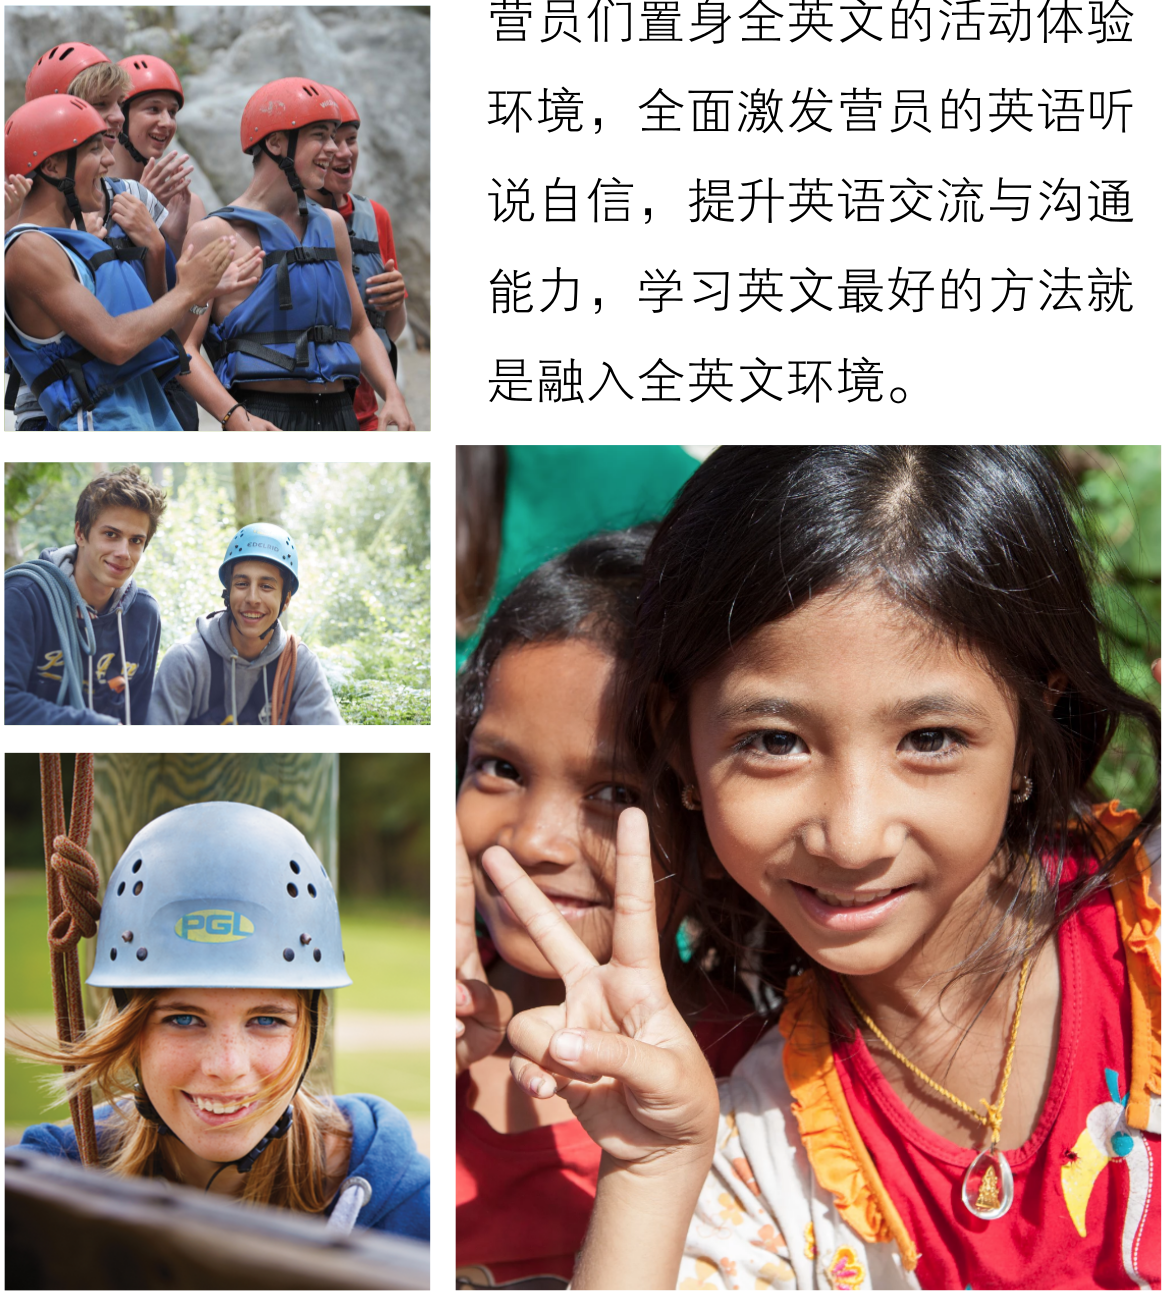 营员们置身全英文的活动体验
环境，全面激发营员的英语听
说自信，提升英语交流与沟通
能力，学习英文最好的方法就
是融入全英文环境。
EDELRID
PGL